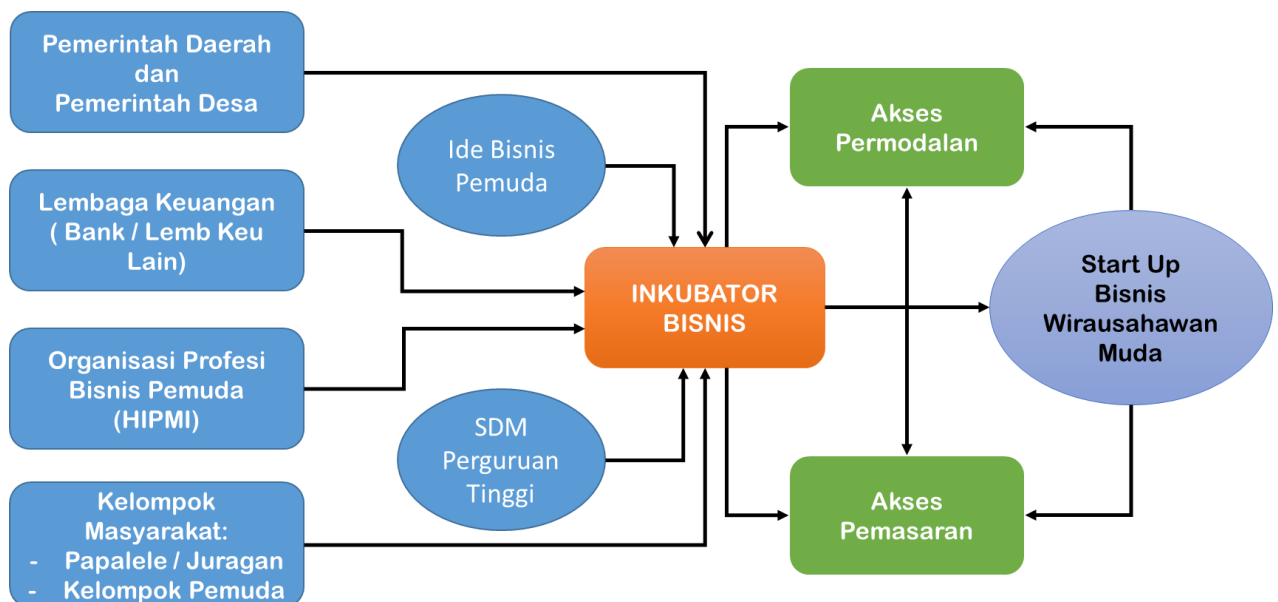 Pemerintah Daerah
dan
Pemerintah Desa
Lembaga Keuangan
( Bank / Lemb Keu
Lain)
Organisasi Profesi
Bisnis Pemuda
(HIPMI)
Kelompok
Masyarakat:
- Papalele / Juragan
- Kelompok Pemuda
Ide Bisnis
Pemuda
SDM
Perguruan
Tinggi
INKUBATOR
BISNIS
Akses
Permodalan
Akses
Pemasaran
Start Up
Bisnis
Wirausahawan
Muda